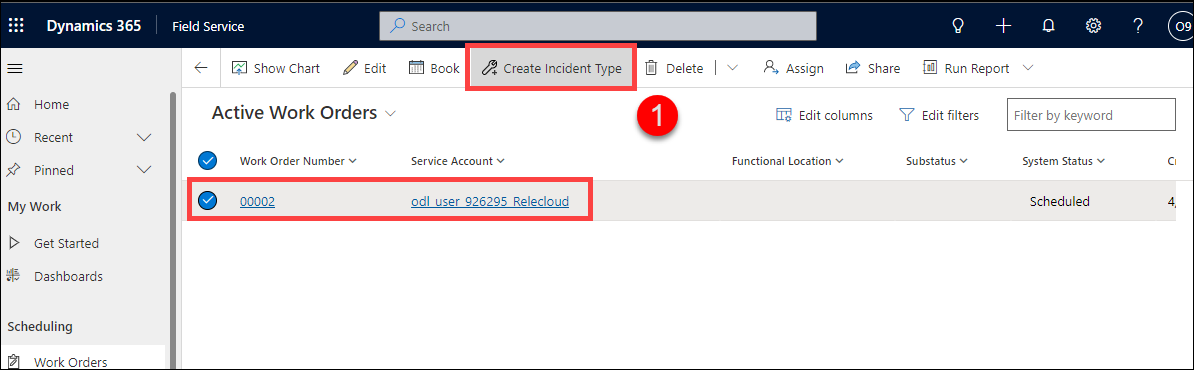 Dynamics 365 Field Service Search O9
Show Chart Edit Book Create Incident Type Delete Assign Share Run Report
Home
Active Work Orders 1 Edit columns Edit filters Filter by keyword
Recent
Work Order Number Service Account Functional Location Substatus System Status Cr
Pinned
00002 odl_user_926295_Relecloud Scheduled 4,
My Work
Get Started
Dashboards
Scheduling
Work Orders